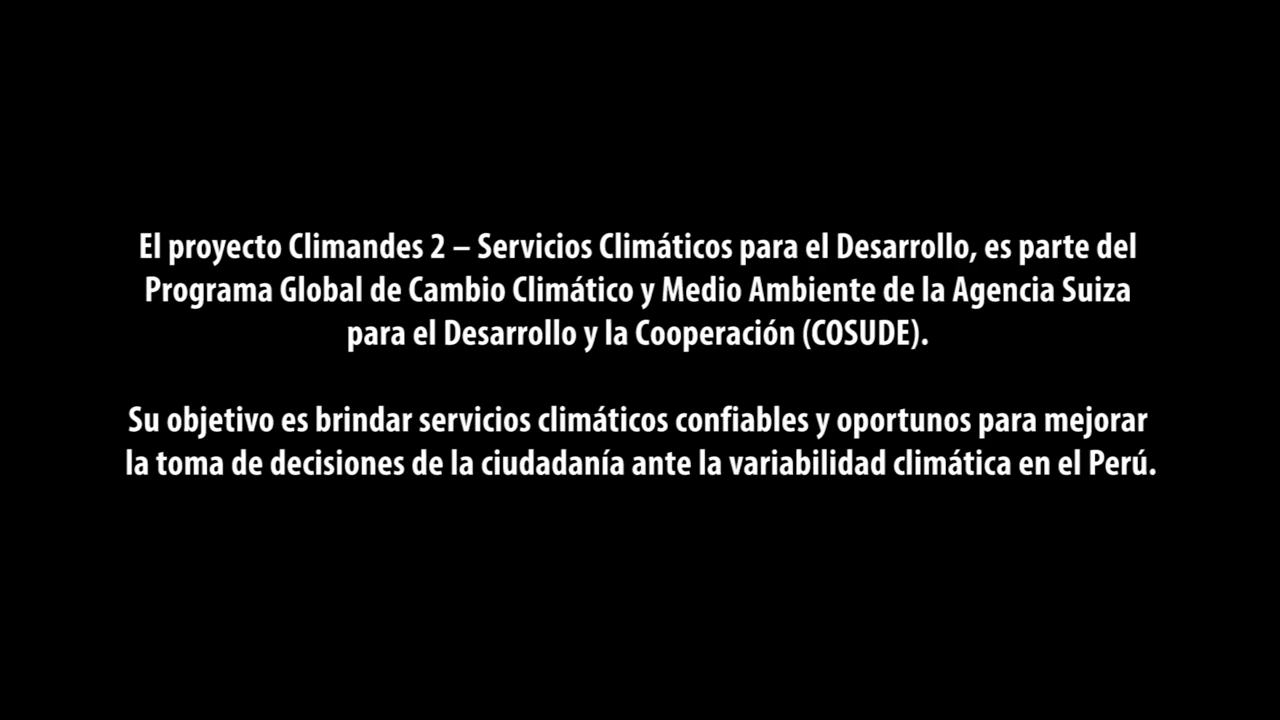 El proyecto Climandes 2 – Servicios Climáticos para el Desarrollo, es parte del
Programa Global de Cambio Climático y Medio Ambiente de la Agencia Suiza
para el Desarrollo y la Cooperación (COSUDE).
Su objetivo es brindar servicios climáticos confiables y oportunos para mejorar
la toma de decisiones de la ciudadanía ante la variabilidad climática en el Perú.